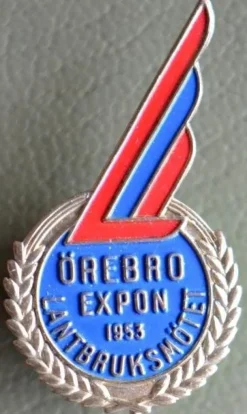 ÖREBRO
EXPON
1953
LANTBRUKSMÖTET